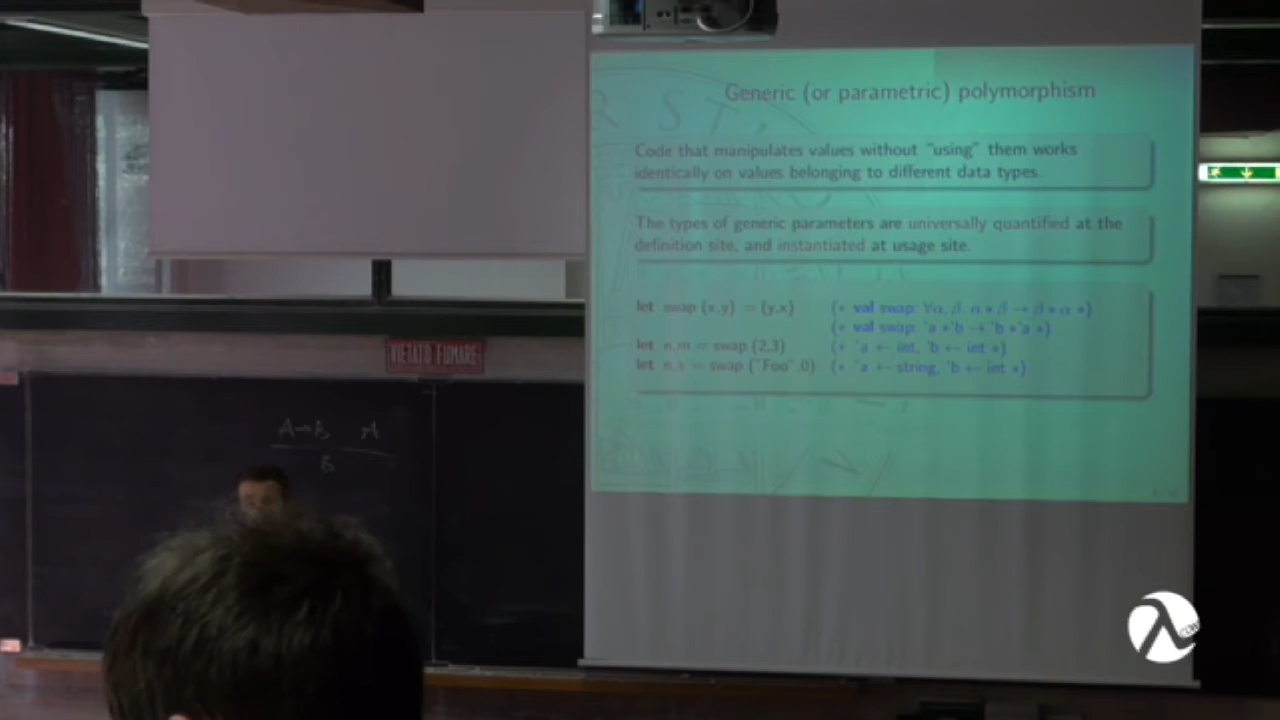 Generic (or parametric) polymorphism
Code that manipulates values without "using" them works
identically on values belonging to different data types.
The types of generic parameters are universally quantified at the
definition site, and instantiated at usage site.
let swap (x,y) = (y,x) (* val swap: ∀α, β. α * β → β * α *)
(* val swap: 'a * 'b → 'b * 'a *)
let n,m = swap (2,3) (* 'a ← int, 'b ← int *)
let n,s = swap ("Foo",0) (* 'a ← string, 'b ← int *)
VIETATO FUMARE
A→B A
B
R S T
λ